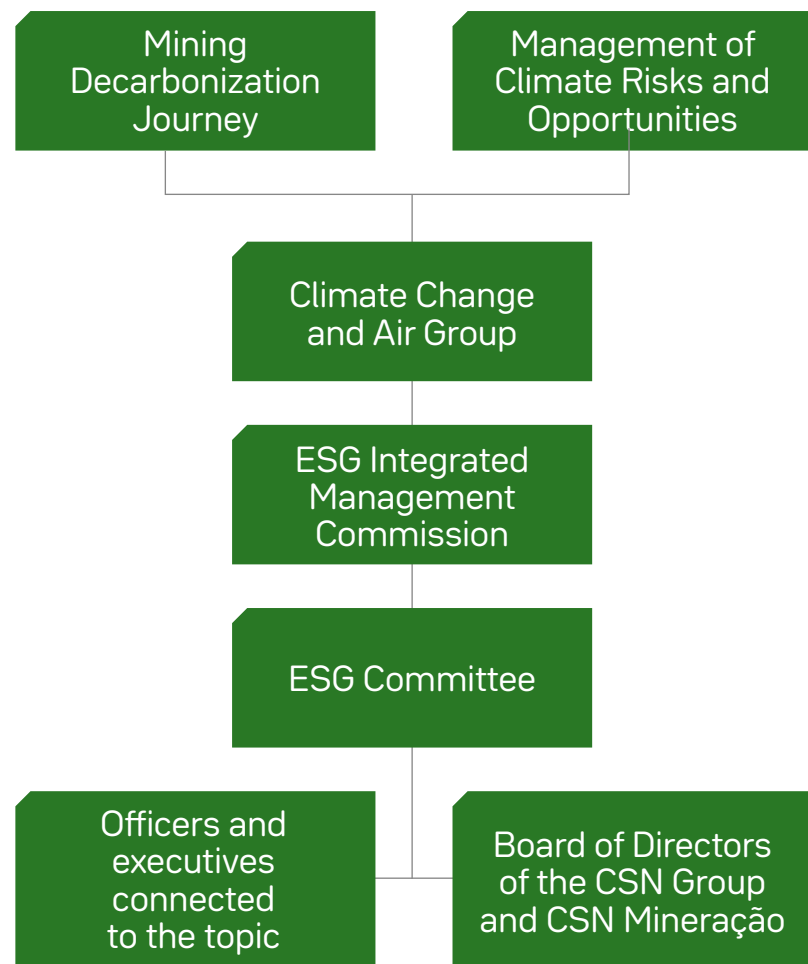 Mining
Decarbonization
Journey
Management of
Climate Risks and
Opportunities
Climate Change
and Air Group
ESG Integrated
Management
Commission
ESG Committee
Officers and
executives
connected
to the topic
Board of Directors
of the CSN Group
and CSN Mineração